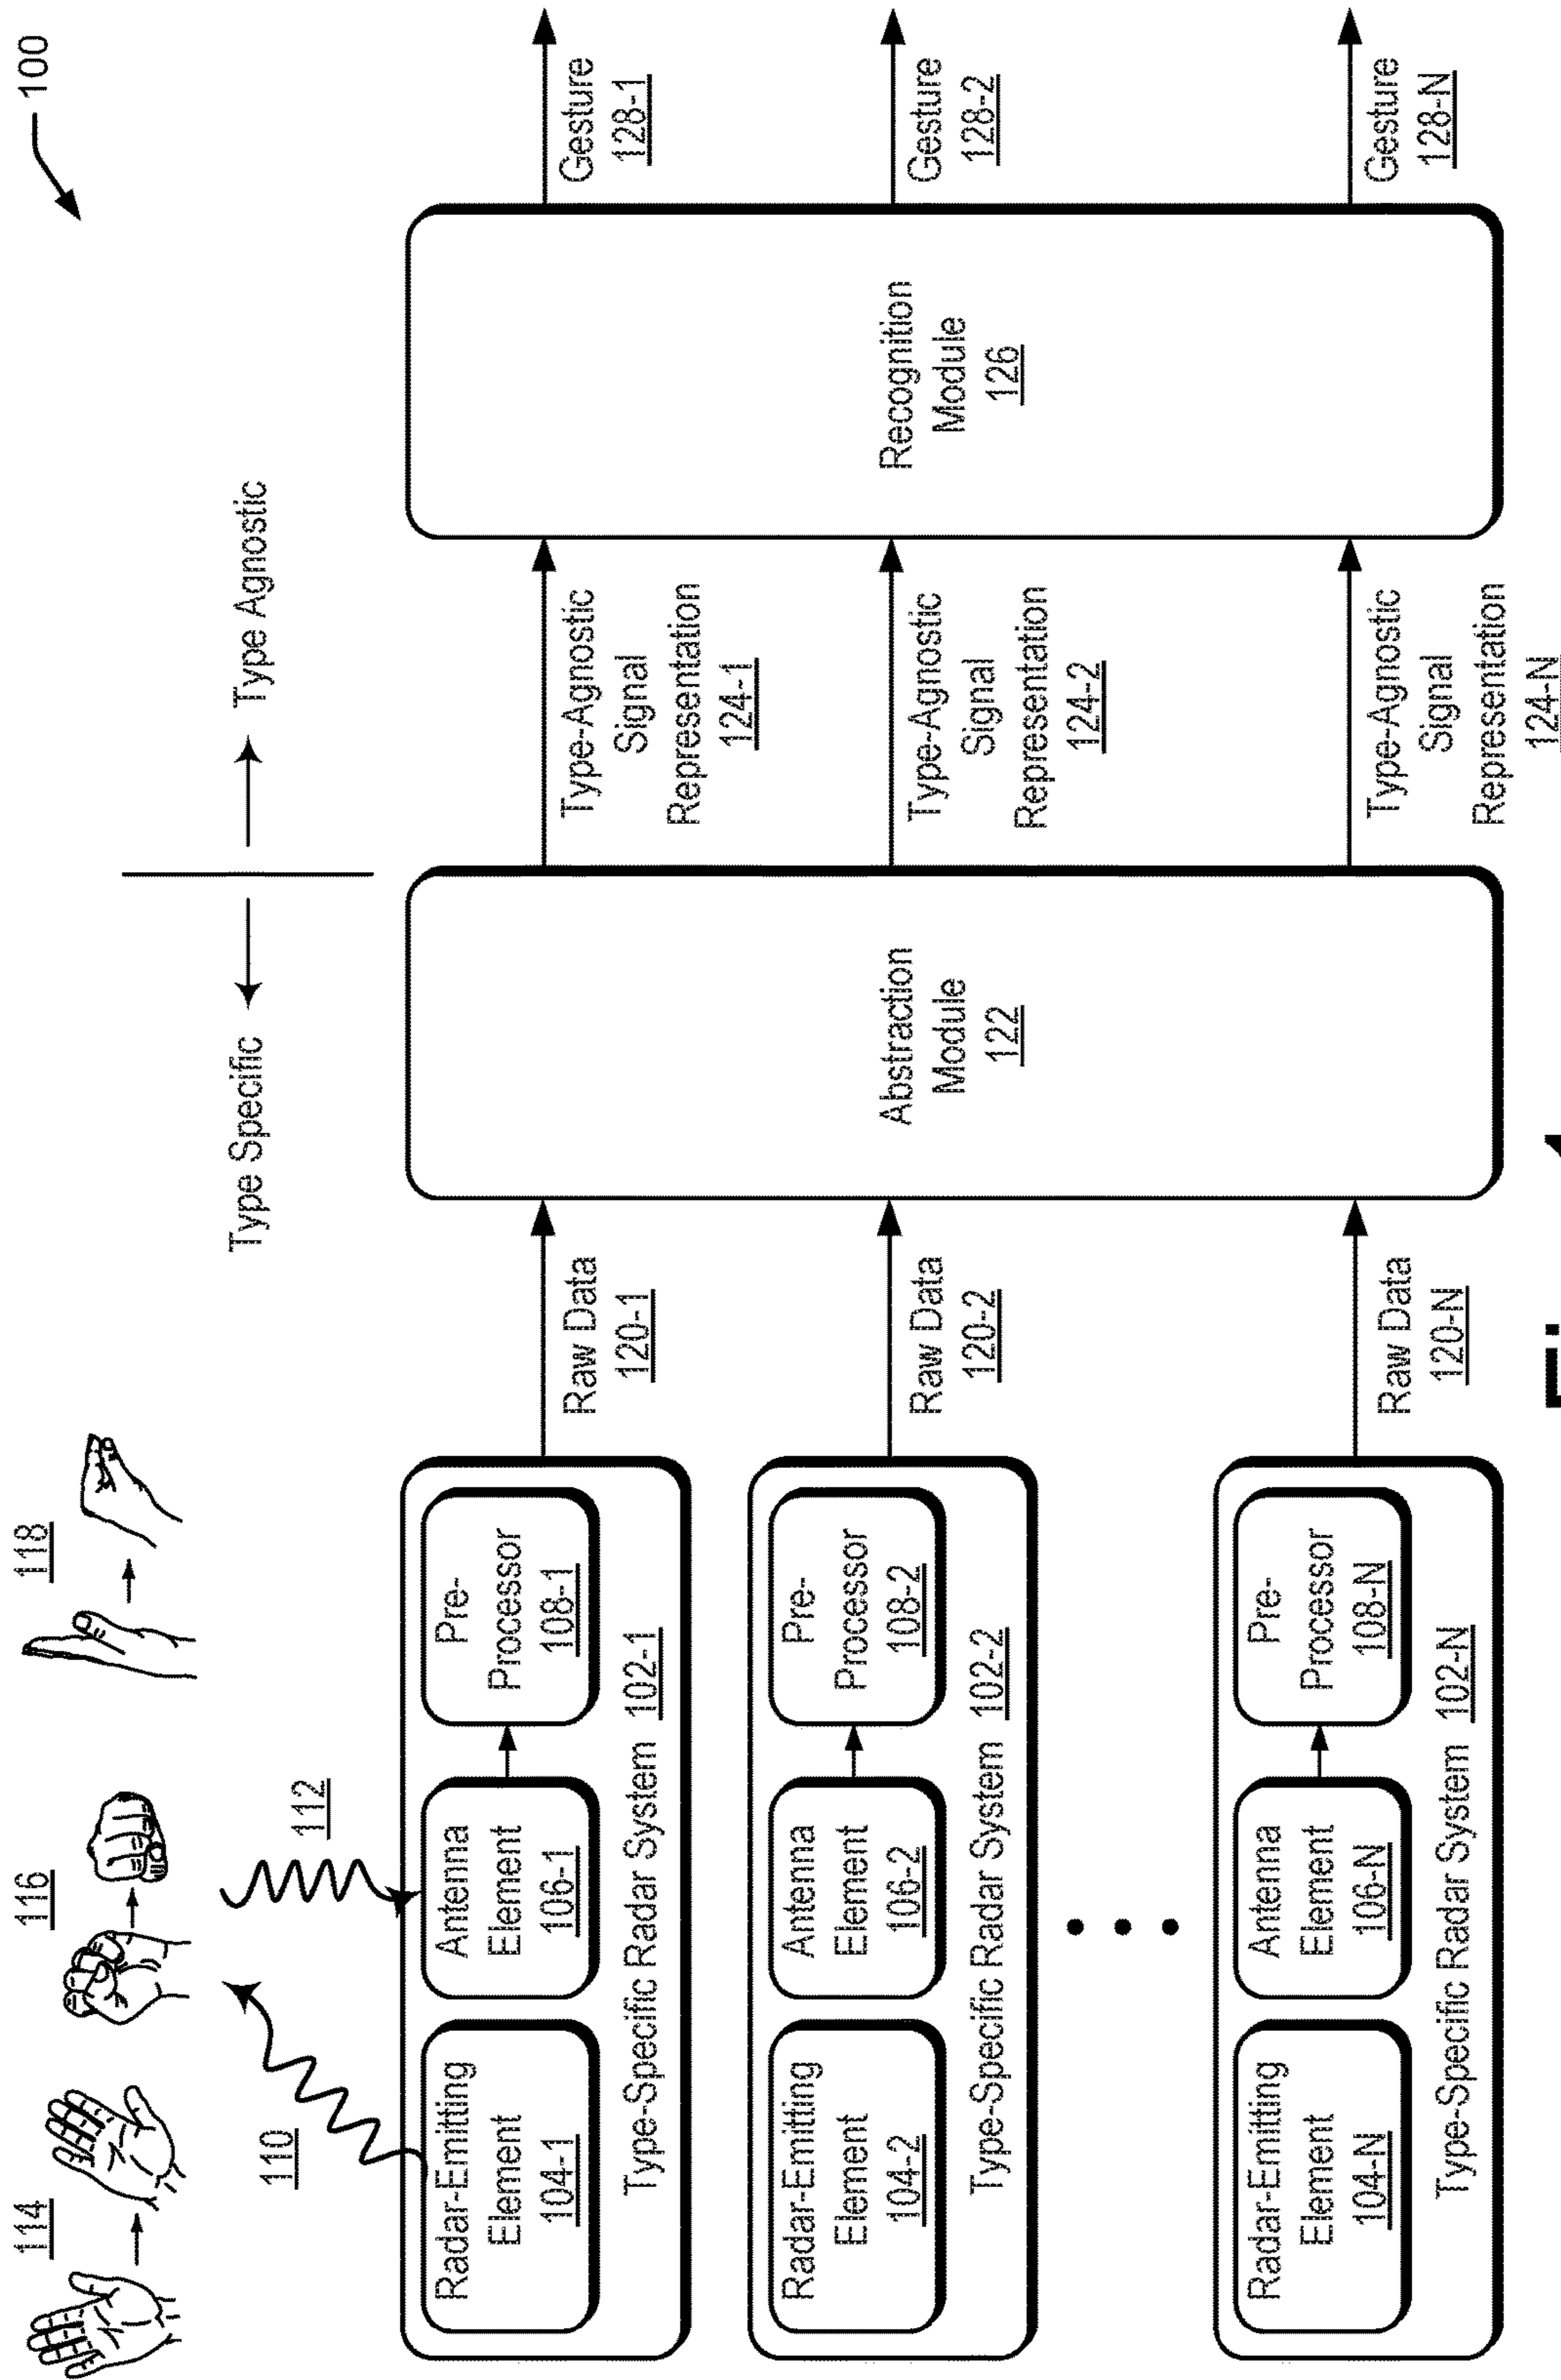 100
114
116
118
110
112
Type Specific
Type Agnostic
Radar-Emitting
Element
104-1
Antenna
Element
106-1
Pre-
Processor
108-1
Type-Specific Radar System 102-1
Raw Data
120-1
Radar-Emitting
Element
104-2
Antenna
Element
106-2
Pre-
Processor
108-2
Type-Specific Radar System 102-2
Raw Data
120-2
Radar-Emitting
Element
104-N
Antenna
Element
106-N
Pre-
Processor
108-N
Type-Specific Radar System 102-N
Raw Data
120-N
Abstraction
Module
122
Type-Agnostic
Signal
Representation
124-1
Type-Agnostic
Signal
Representation
124-2
Type-Agnostic
Signal
Representation
124-N
Recognition
Module
126
Gesture
128-1
Gesture
128-2
Gesture
128-N